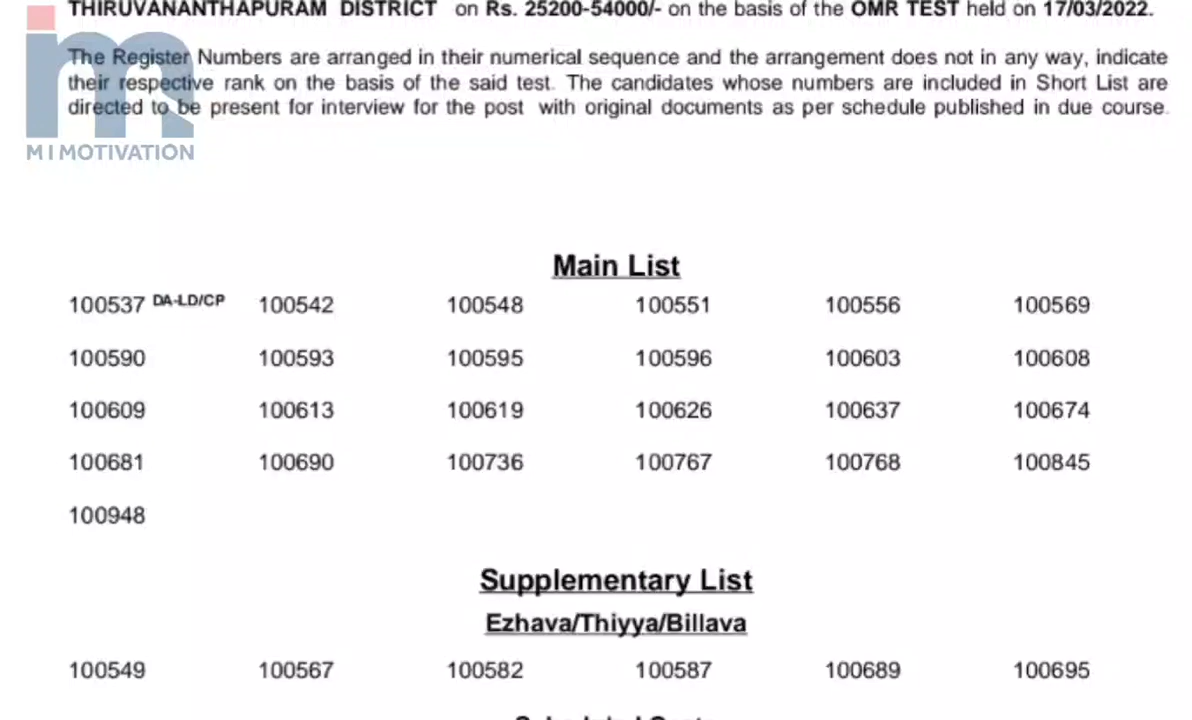 THIRUVANANTHAPURAM DISTRICT on Rs. 25200-54000/- on the basis of the OMR TEST held on 17/03/2022.
The Register Numbers are arranged in their numerical sequence and the arrangement does not in any way, indicate
their respective rank on the basis of the said test. The candidates whose numbers are included in Short List are
directed to be present for interview for the post with original documents as per schedule published in due course.
im
M I MOTIVATION
Main List
100537 DA-LD/CP 100542 100548 100551 100556 100569
100590 100593 100595 100596 100603 100608
100609 100613 100619 100626 100637 100674
100681 100690 100736 100767 100768 100845
100948
Supplementary List
Ezhava/Thiyya/Billava
100549 100567 100582 100587 100689 100695